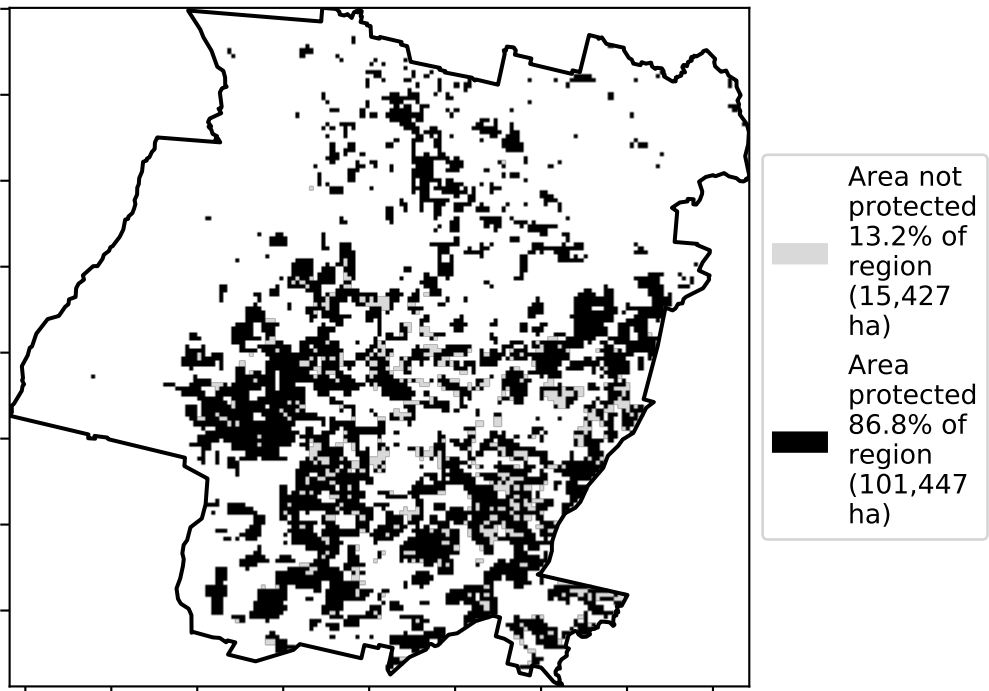 Area not
protected
13.2% of
region
(15,427
ha)
Area
protected
86.8% of
region
(101,447
ha)